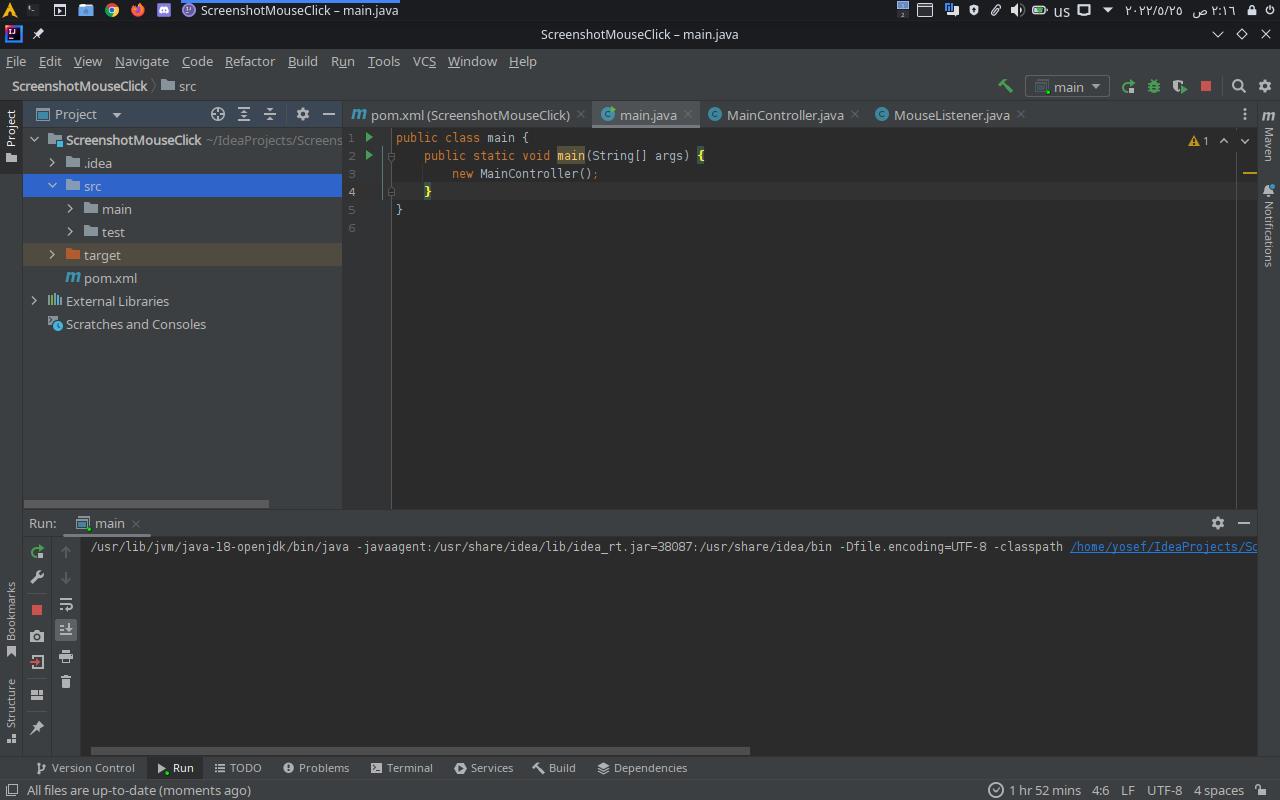 ScreenshotMouseClick – main.java
us
٢:١٦ ص ٢٠٢٢/٥/٢٥
ScreenshotMouseClick – main.java
File Edit View Navigate Code Refactor Build Run Tools VCS Window Help
ScreenshotMouseClick src
main
Project
Project
pom.xml (ScreenshotMouseClick)
main.java
MainController.java
MouseListener.java
Maven
Notifications
ScreenshotMouseClick ~/IdeaProjects/Screens
.idea
src
main
test
target
pom.xml
External Libraries
Scratches and Consoles
1 public class main {
2 public static void main(String[] args) {
3 new MainController();
4 }
5 }
6
1
Run: main
/usr/lib/jvm/java-18-openjdk/bin/java -javaagent:/usr/share/idea/lib/idea_rt.jar=38087:/usr/share/idea/bin -Dfile.encoding=UTF-8 -classpath /home/yosef/IdeaProjects/Sc
Bookmarks
Structure
Version Control Run TODO Problems Terminal Services Build Dependencies
All files are up-to-date (moments ago)
1 hr 52 mins 4:6 LF UTF-8 4 spaces